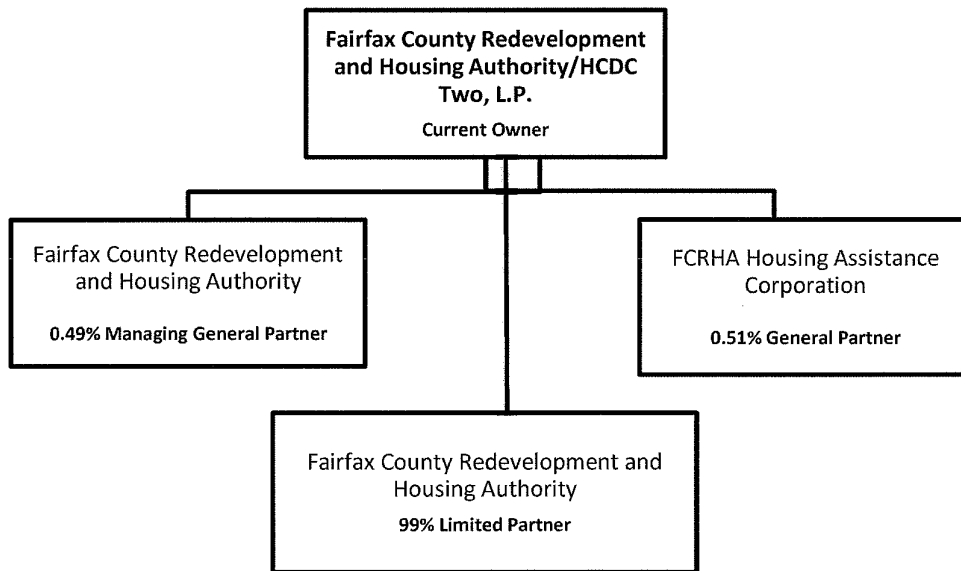 Fairfax County Redevelopment
and Housing Authority/HCDC
Two, L.P.
Current Owner
Fairfax County Redevelopment
and Housing Authority
0.49% Managing General Partner
FCRHA Housing Assistance
Corporation
0.51% General Partner
Fairfax County Redevelopment and
Housing Authority
99% Limited Partner